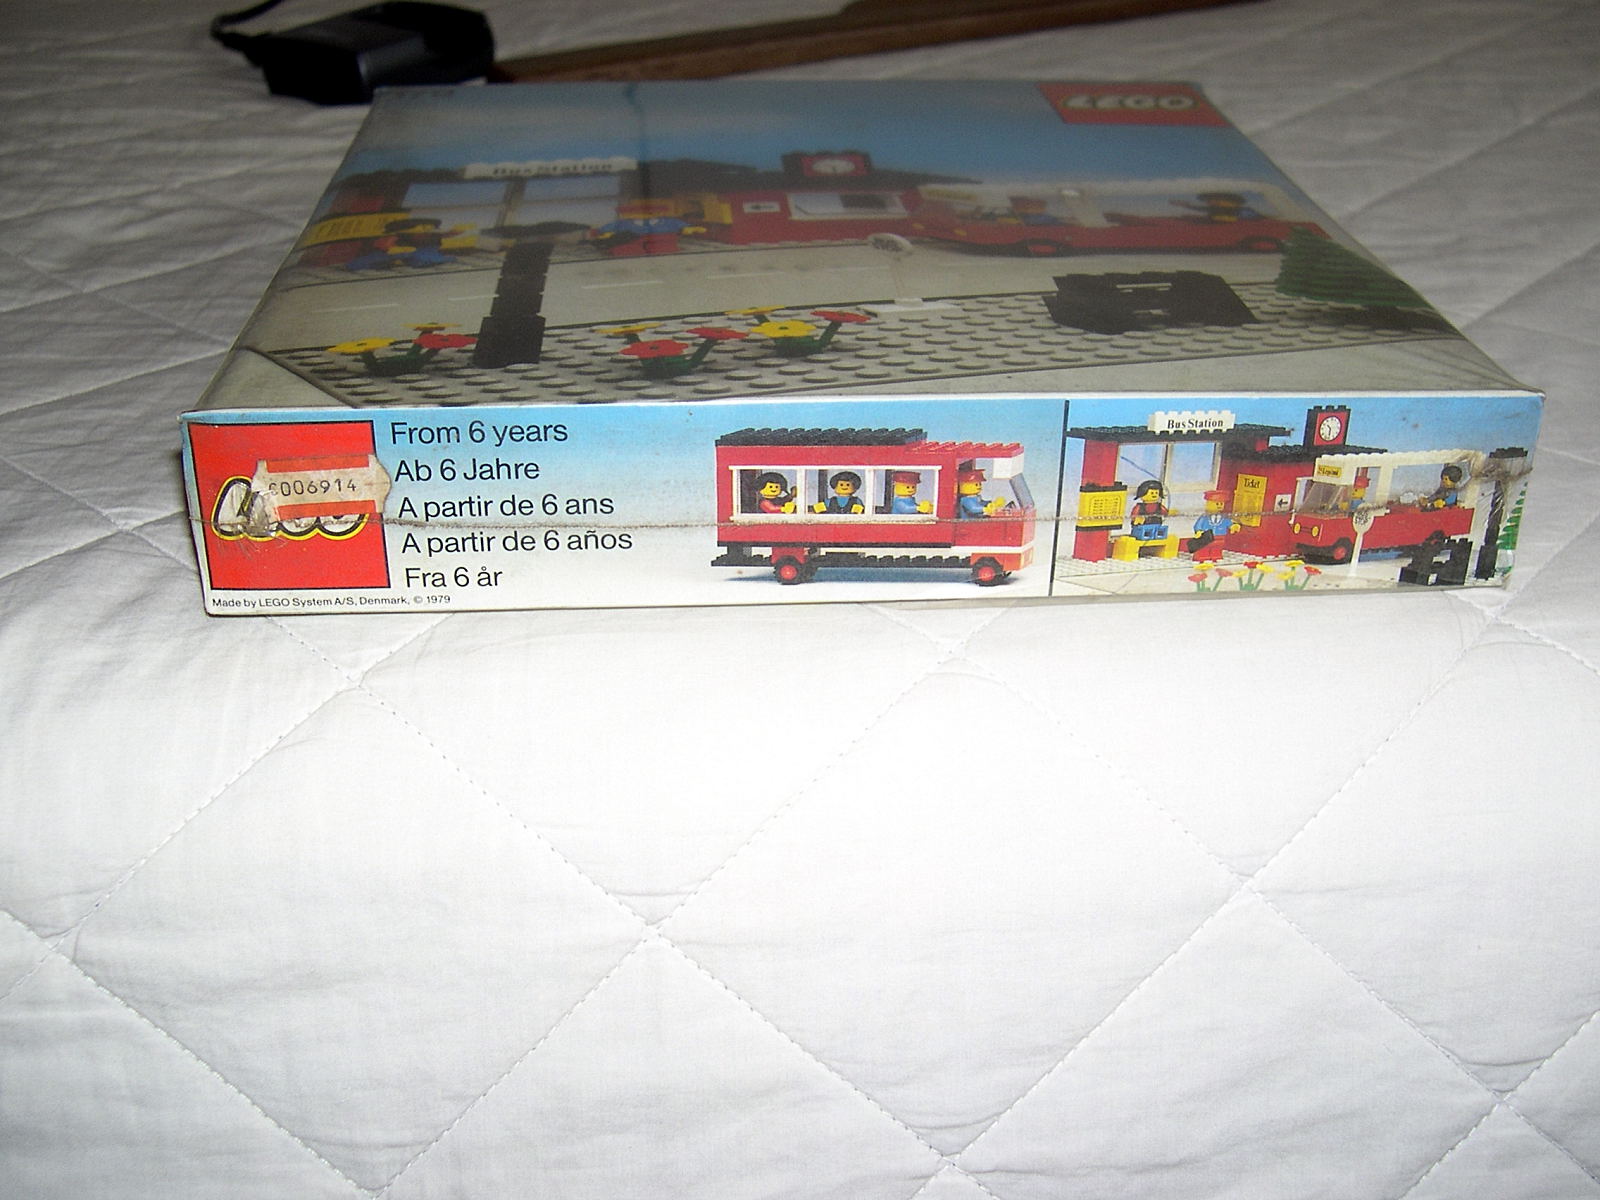 LEGO
Bus Station
From 6 years
Ab 6 Jahre
A partir de 6 ans
A partir de 6 años
Fra 6 år
006914
Made by LEGO System A/S, Denmark, © 1979
Bus Station
Ticket